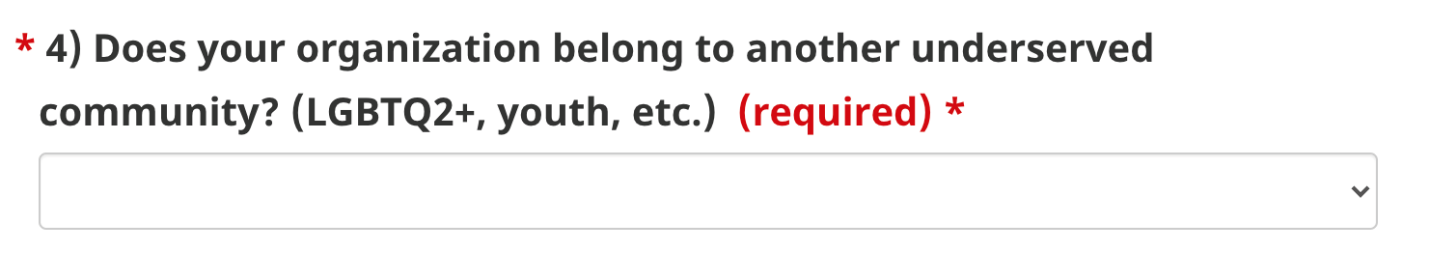 * 4) Does your organization belong to another underserved
community? (LGBTQ2+, youth, etc.) (required) *